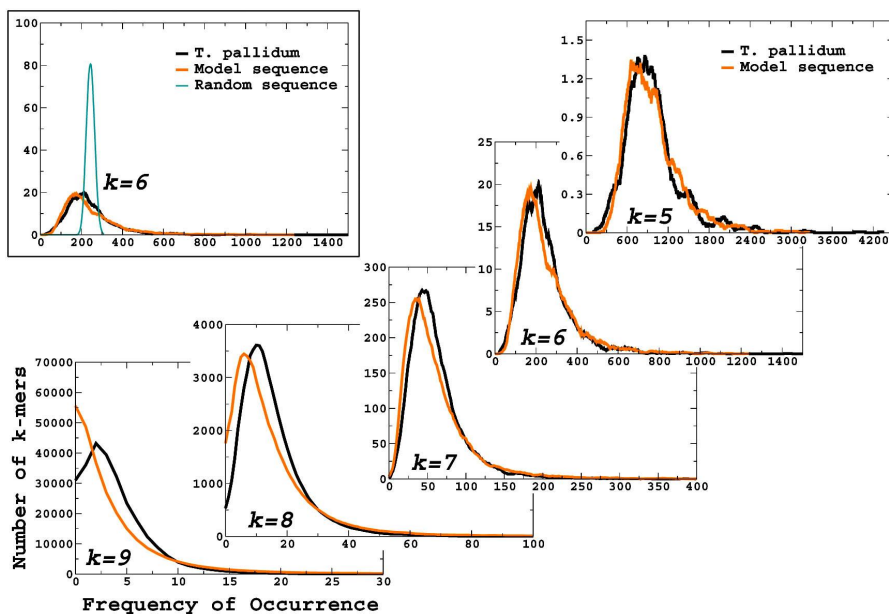 100
80
60
40
20
0
0 200 400 600 800 1000 1200 1400
T. pallidum
Model sequence
Random sequence
k=6
1.5
1.2
0.9
0.6
0.3
0
0 600 1200 1800 2400 3000 3600 4200
T. pallidum
Model sequence
k=5
25
20
15
10
5
0
0 200 400 600 800 1000 1200 1400
k=6
300
250
200
150
100
50
0
0 50 100 150 200 250 300 350 400
k=7
4000
3000
2000
1000
0
0 20 40 60 80 100
k=8
70000
60000
50000
40000
30000
20000
10000
0
0 5 10 15 20 25 30
k=9
Number of k-mers
Frequency of Occurrence